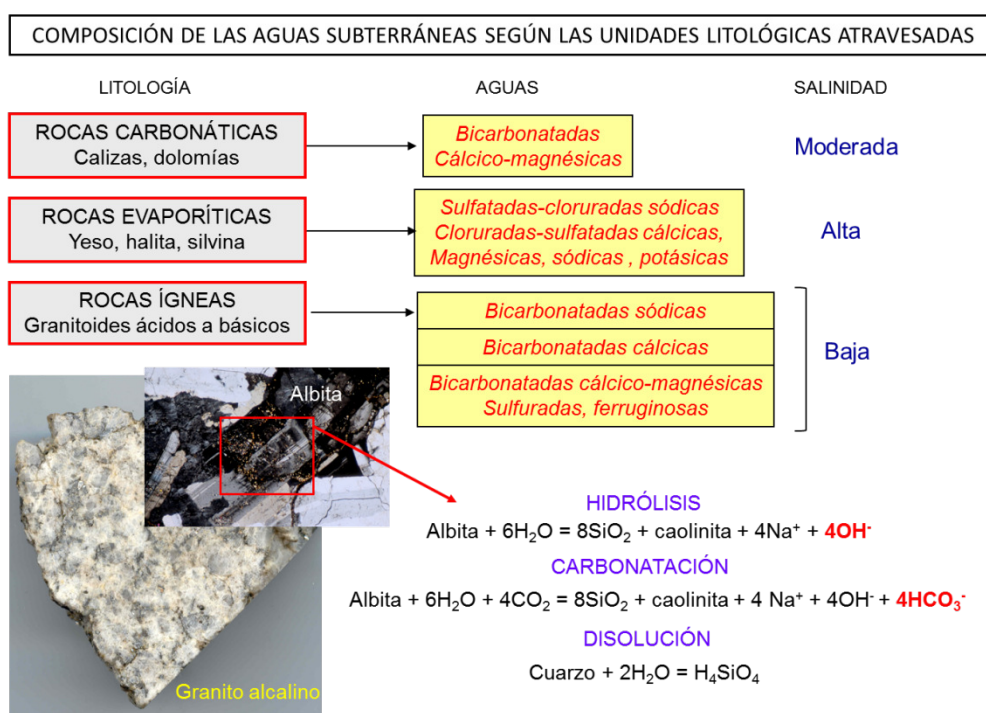 COMPOSICIÓN DE LAS AGUAS SUBTERRÁNEAS SEGÚN LAS UNIDADES LITOLÓGICAS ATRAVESADAS
LITOLOGÍA
AGUAS
SALINIDAD
ROCAS CARBONÁTICAS
Calizas, dolomías
Bicarbonatadas
Cálcico-magnésicas
Moderada
ROCAS EVAPORÍTICAS
Yeso, halita, silvina
Sulfatadas-cloruradas sódicas
Cloruradas-sulfatadas cálcicas,
Magnésicas, sódicas , potásicas
Alta
ROCAS ÍGNEAS
Granitoides ácidos a básicos
Bicarbonatadas sódicas
Bicarbonatadas cálcicas
Bicarbonatadas cálcico-magnésicas
Sulfuradas, ferruginosas
Baja
Albita
Granito alcalino
HIDRÓLISIS
Albita + 6H₂O = 8SiO₂ + caolinita + 4Na⁺ + 4OH⁻
CARBONATACIÓN
Albita + 6H₂O + 4CO₂ = 8SiO₂ + caolinita + 4 Na⁺ + 4OH⁻ + 4HCO₃⁻
DISOLUCIÓN
Cuarzo + 2H₂O = H₄SiO₄